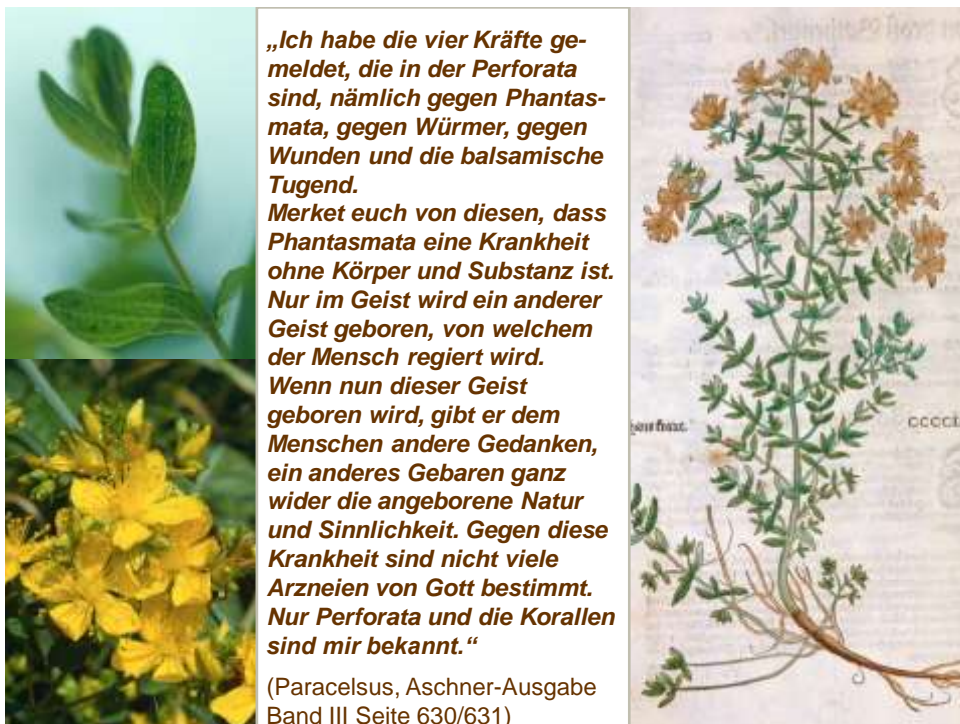 „Ich habe die vier Kräfte ge-
meldet, die in der Perforata
sind, nämlich gegen Phantas-
mata, gegen Würmer, gegen
Wunden und die balsamische
Tugend.
Merket euch von diesen, dass
Phantasmata eine Krankheit
ohne Körper und Substanz ist.
Nur im Geist wird ein anderer
Geist geboren, von welchem
der Mensch regiert wird.
Wenn nun dieser Geist
geboren wird, gibt er dem
Menschen andere Gedanken,
ein anderes Gebaren ganz
wider die angeborene Natur
und Sinnlichkeit. Gegen diese
Krankheit sind nicht viele
Arzneien von Gott bestimmt.
Nur Perforata und die Korallen
sind mir bekannt.“
(Paracelsus, Aschner-Ausgabe
Band III Seite 630/631)